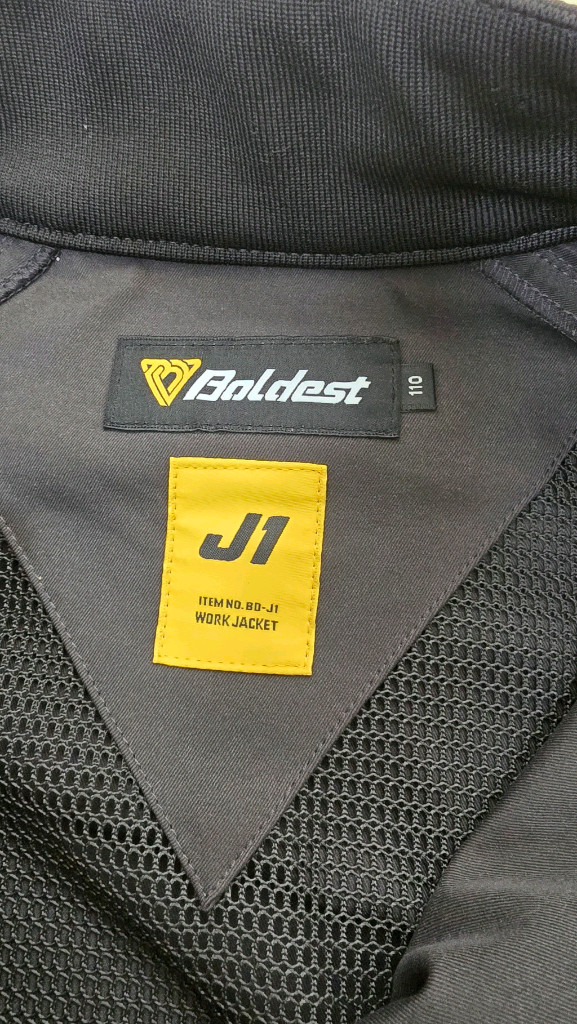 Boldest
110
J1
ITEM NO. BD-J1
WORK JACKET